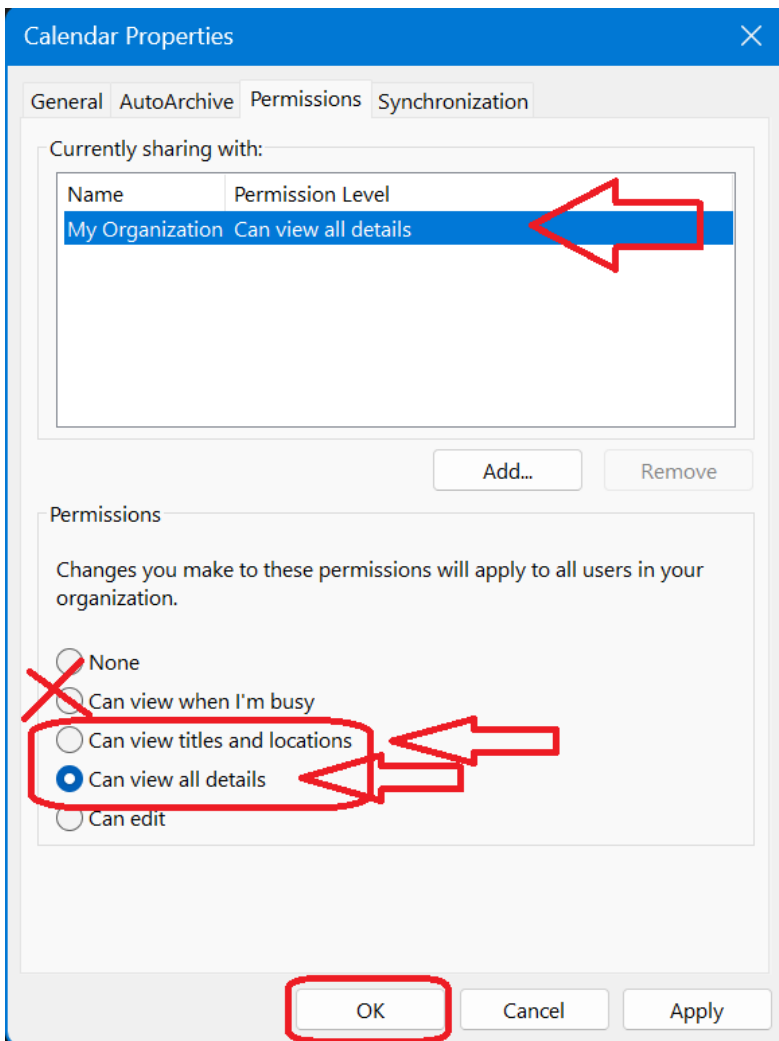 Calendar Properties
General AutoArchive Permissions Synchronization
Currently sharing with:
Name Permission Level
My Organization Can view all details
Add... Remove
Permissions
Changes you make to these permissions will apply to all users in your
organization.
None
Can view when I'm busy
Can view titles and locations
Can view all details
Can edit
OK Cancel Apply